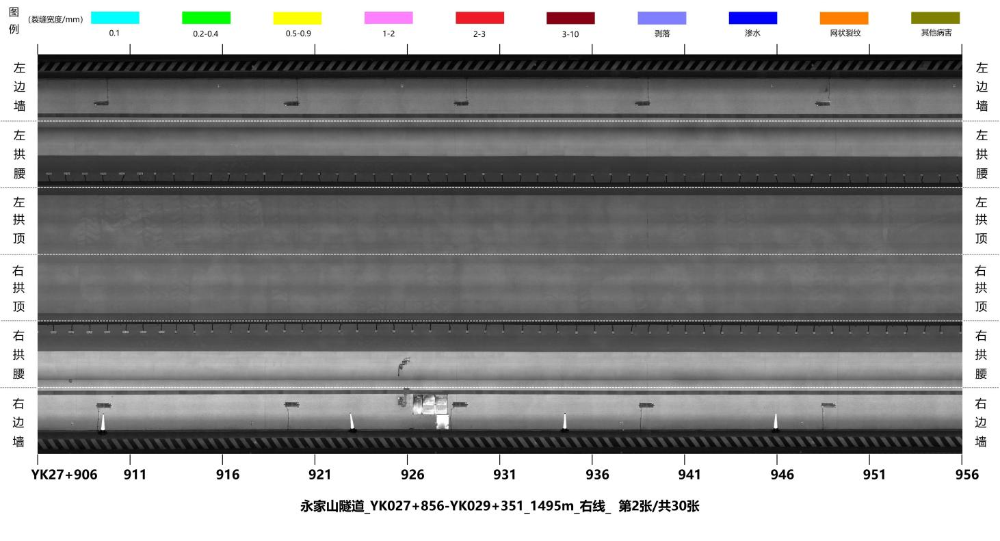 图例
(裂缝宽度/mm)
0.1
0.2-0.4
0.5-0.9
1-2
2-3
3-10
剥落
渗水
网状裂纹
其他病害
左边墙
左边墙
左拱腰
左拱腰
左拱顶
左拱顶
右拱顶
右拱顶
右拱腰
右拱腰
右边墙
右边墙
YK27+906 911 916 921 926 931 936 941 946 951 956
永家山隧道_YK027+856-YK029+351_1495m_右线_ 第2张/共30张